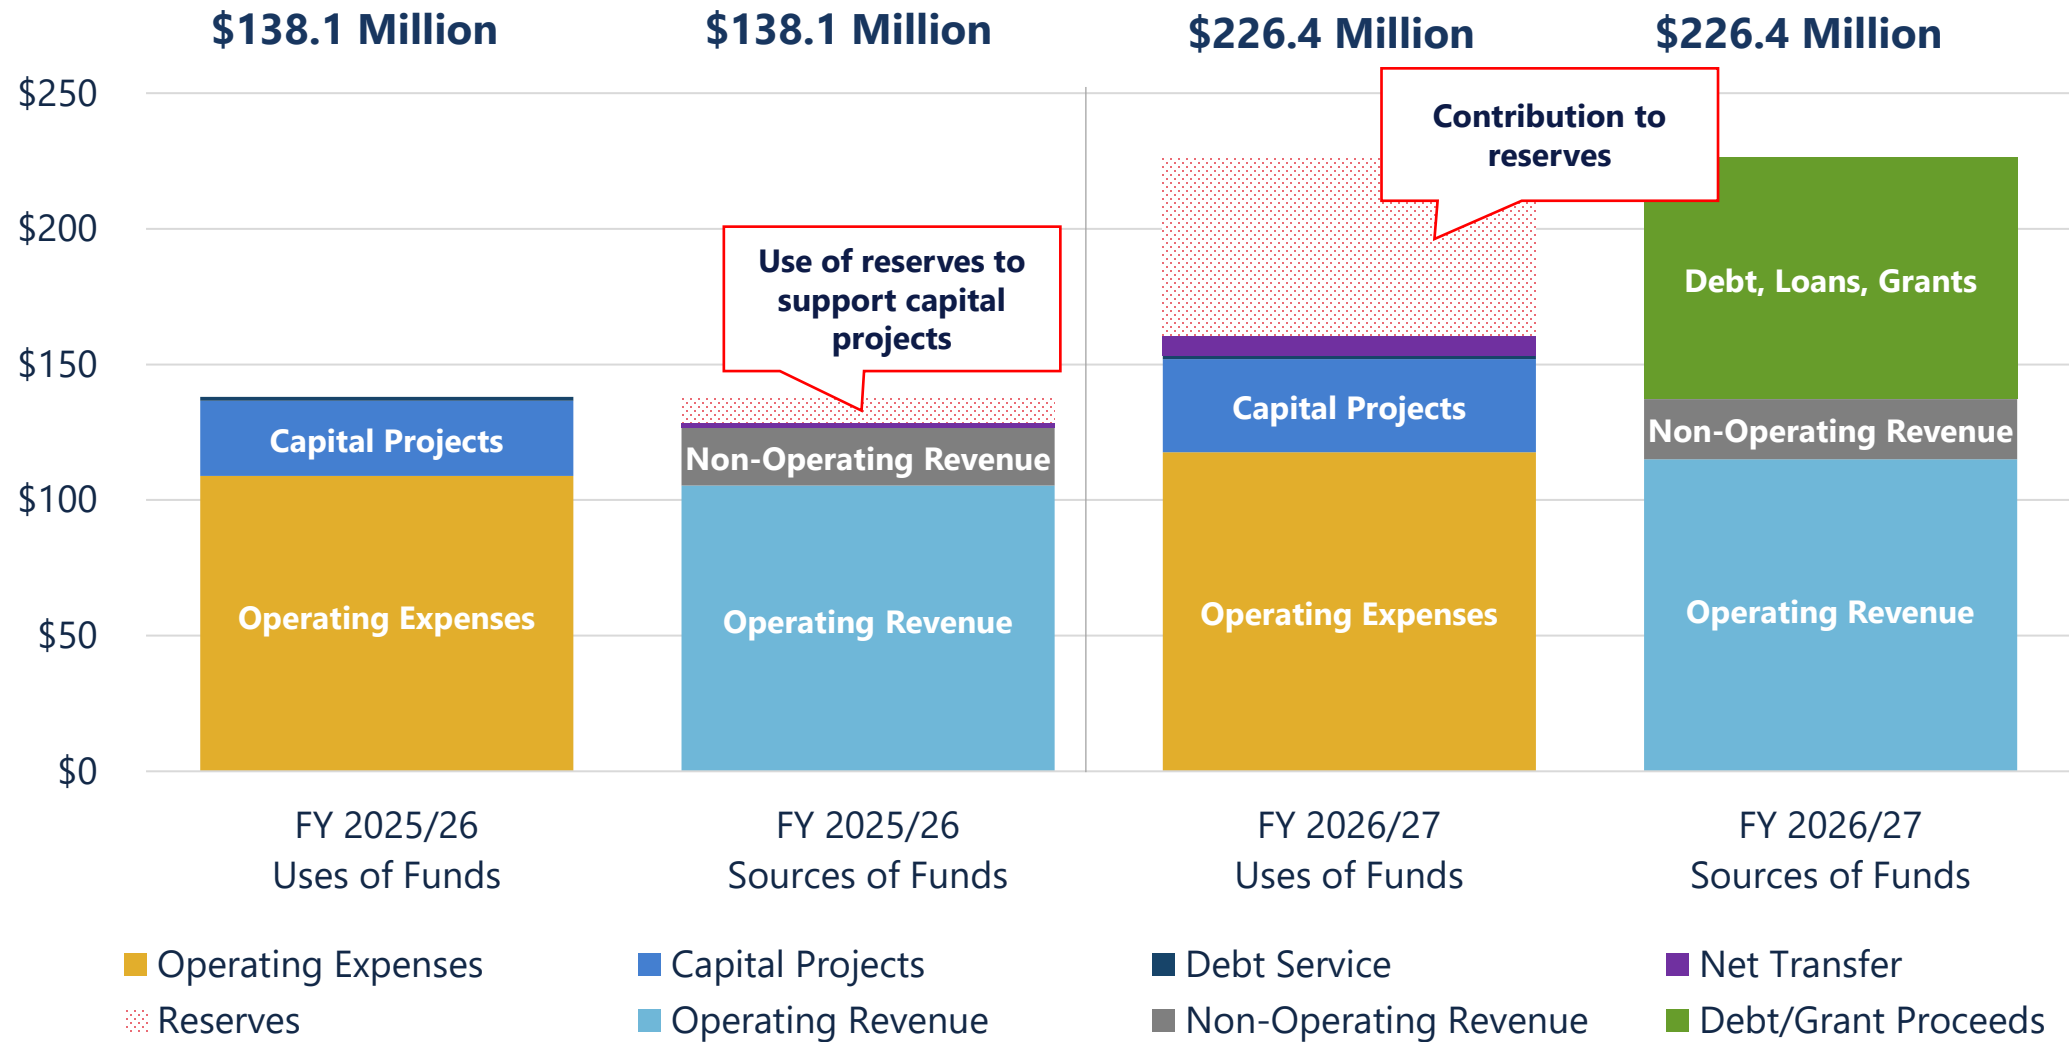 $138.1 Million
$138.1 Million
$226.4 Million
$226.4 Million
$250
$200
$150
$100
$50
$0
Use of reserves to
support capital
projects
Contribution to
reserves
Capital Projects
Operating Expenses
Non-Operating Revenue
Operating Revenue
Capital Projects
Operating Expenses
Debt, Loans, Grants
Non-Operating Revenue
Operating Revenue
FY 2025/26
Uses of Funds
FY 2025/26
Sources of Funds
FY 2026/27
Uses of Funds
FY 2026/27
Sources of Funds
Operating Expenses
Capital Projects
Debt Service
Net Transfer
Reserves
Operating Revenue
Non-Operating Revenue
Debt/Grant Proceeds